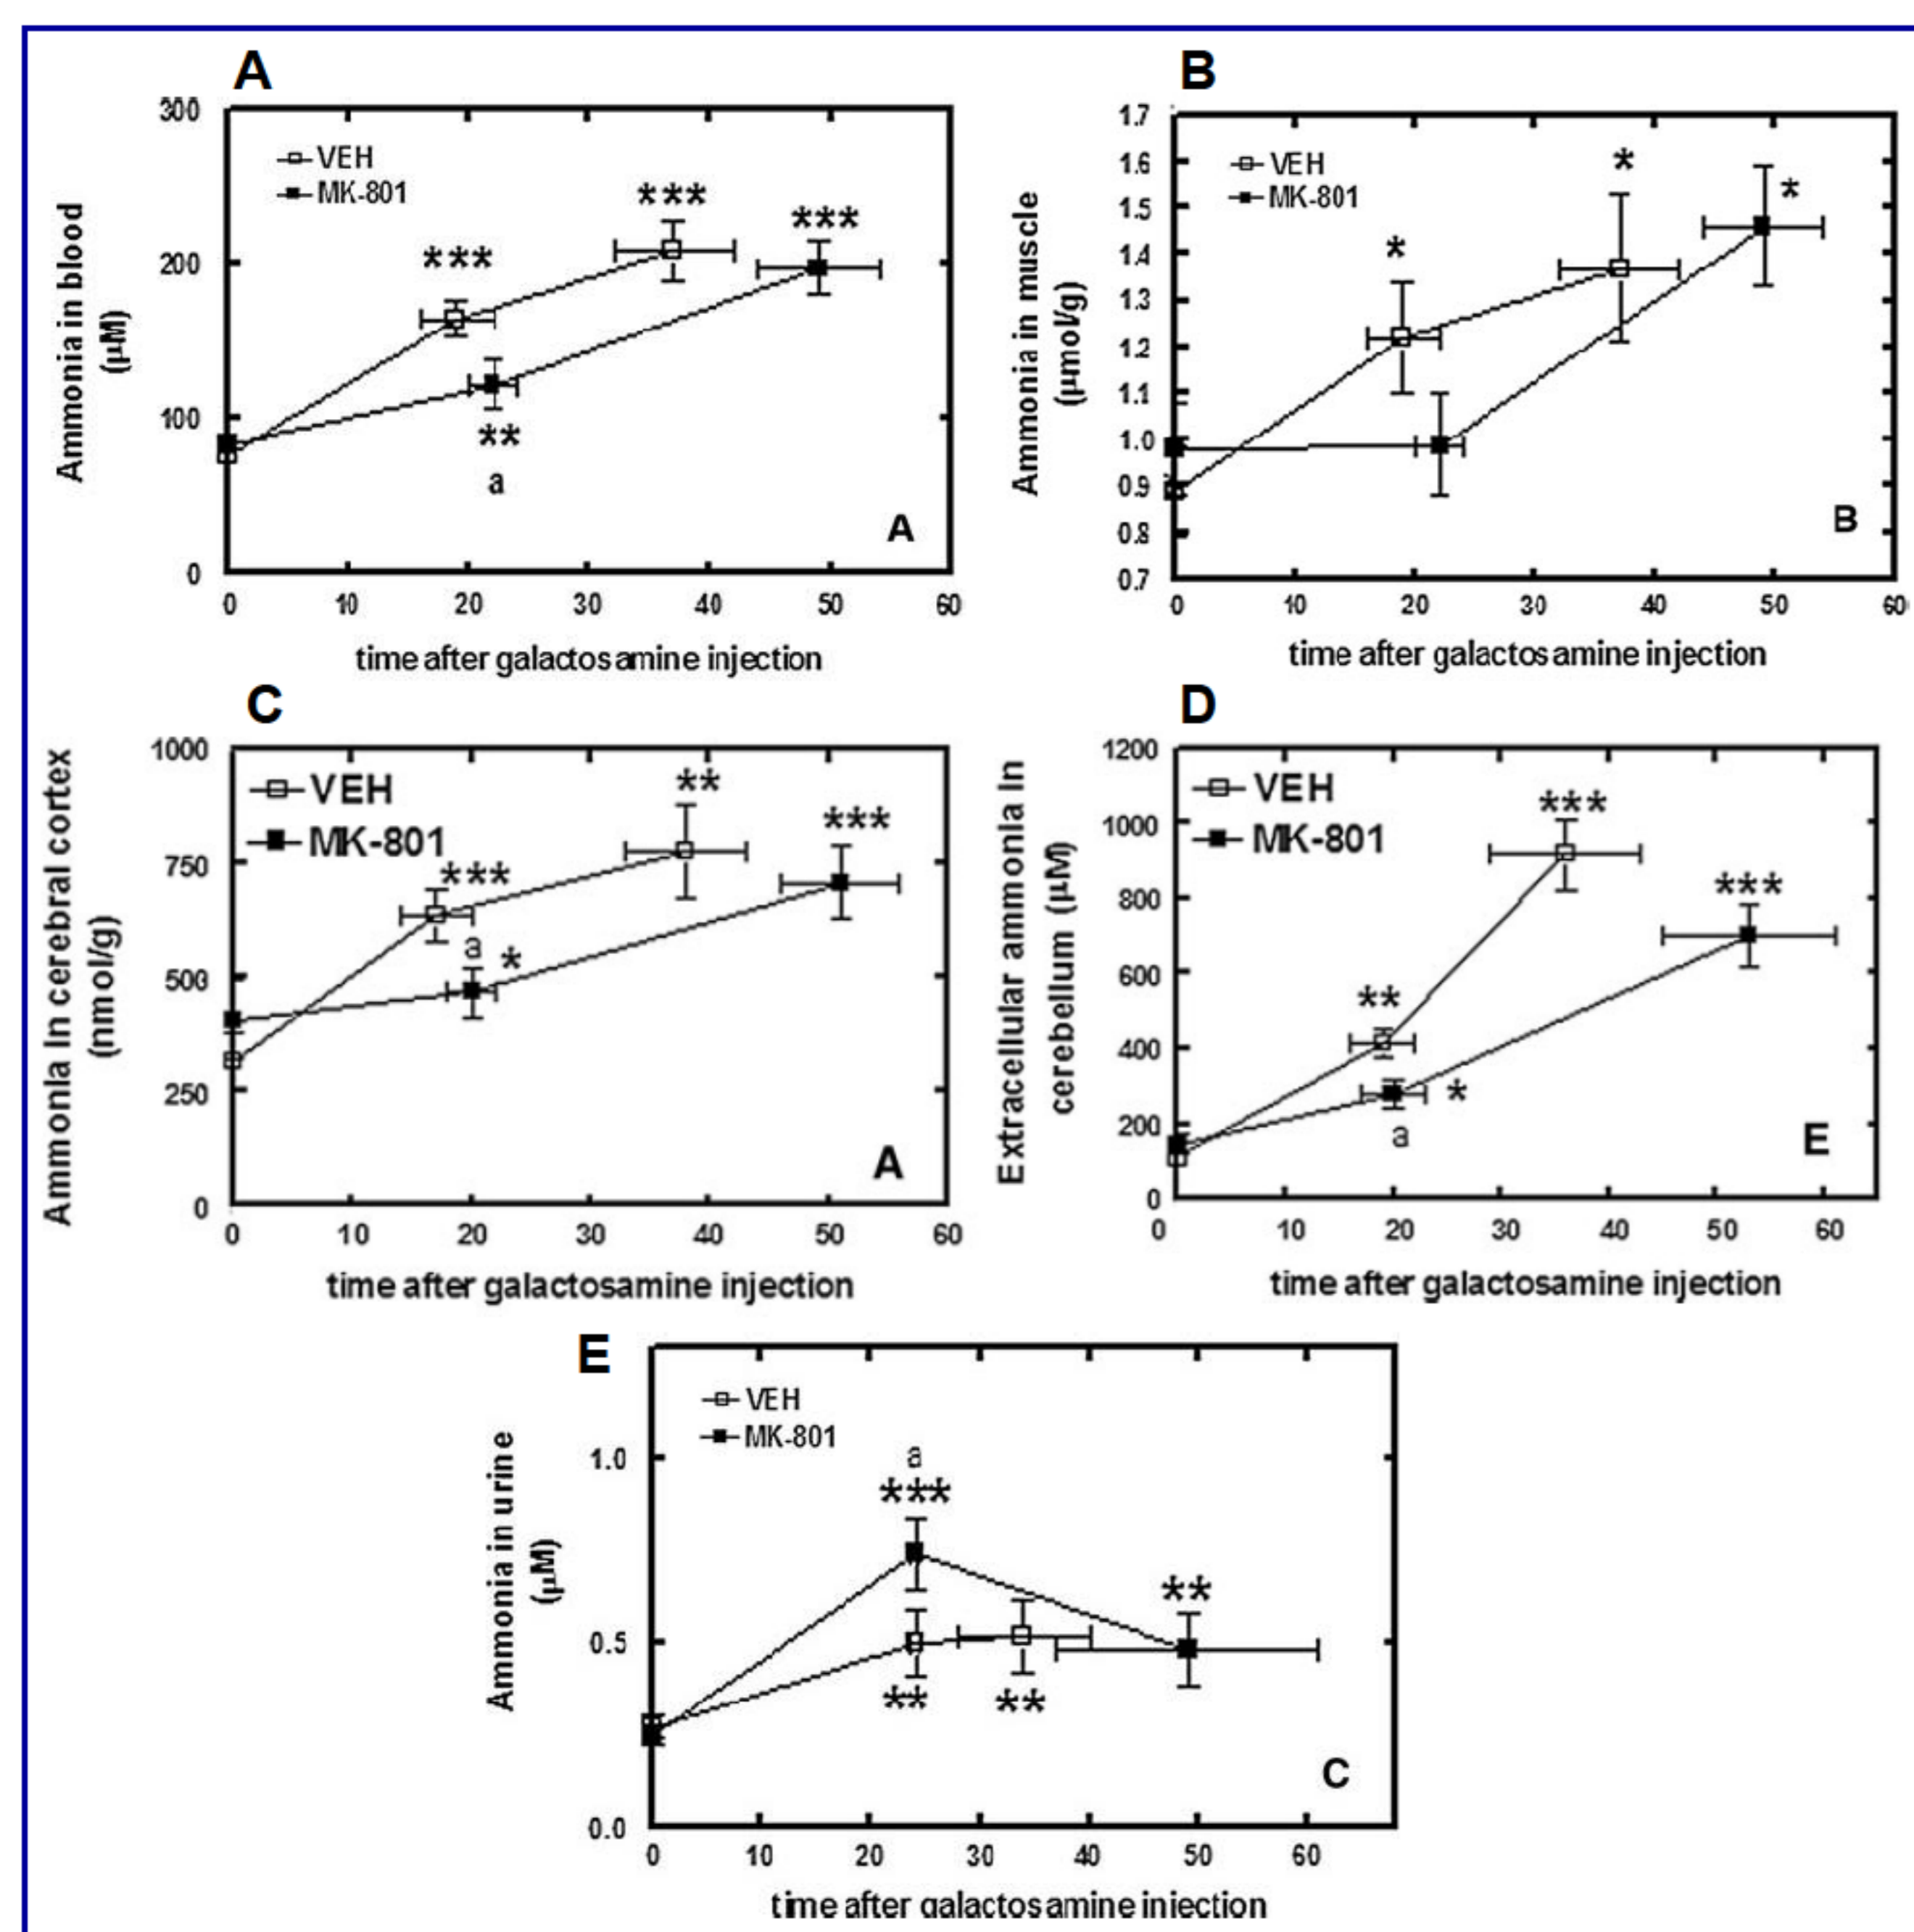 A
300
200
100
0
VEH
MK-801
***
***
***
**
a
A
0 10 20 30 40 50 60
Ammonia in blood
(µM)
time after galactosamine injection
B
1.7
1.6
1.5
1.4
1.3
1.2
1.1
1.0
0.9
0.8
0.7
VEH
MK-801
*
*
*
B
0 10 20 30 40 50 60
Ammonia in muscle
(µmol/g)
time after galactosamine injection
C
1000
750
500
250
0
VEH
MK-801
**
***
***
a
*
A
0 10 20 30 40 50 60
Ammonia in cerebral cortex
(nmol/g)
time after galactosamine injection
D
1200
1000
800
600
400
200
0
VEH
MK-801
***
***
**
*
a
E
0 10 20 30 40 50 60
Extracellular ammonia in
cerebellum (µM)
time after galactosamine injection
E
1.0
0.5
0.0
VEH
MK-801
a
***
**
**
**
C
0 10 20 30 40 50 60
Ammonia in urine
(µM)
time after galactosamine injection